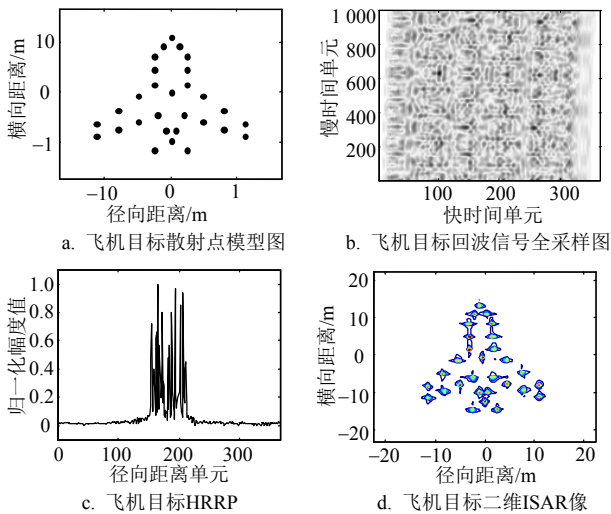 横向距离/m
10
0
−1
−10
0
1
径向距离/m
a. 飞机目标散射点模型图
慢时间单元
1 000
800
600
400
200
0
100
200
300
快时间单元
b. 飞机目标回波信号全采样图
归一化幅度值
1.0
0.8
0.6
0.4
0.2
0
0
100
200
300
径向距离单元
c. 飞机目标HRRP
横向距离/m
20
10
0
−10
−20
−20
−10
0
10
20
径向距离/m
d. 飞机目标二维ISAR像